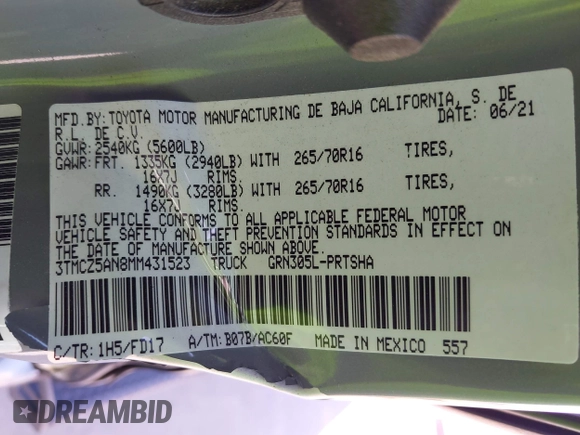 MFD.BY:TOYOTA MOTOR MANUFACTURING DE BAJA CALIFORNIA, S. DE
R.L. DE C.V. DATE: 06/21
GVWR:2540KG (5600LB)
GAWR:FRT. 1335KG (2940LB) WITH 265/70R16 TIRES,
16X7J RIMS.
RR. 1490KG (3280LB) WITH 265/70R16 TIRES,
16X7J RIMS.
THIS VEHICLE CONFORMS TO ALL APPLICABLE FEDERAL MOTOR
VEHICLE SAFETY AND THEFT PREVENTION STANDARDS IN EFFECT ON
THE DATE OF MANUFACTURE SHOWN ABOVE.
3TMCZ5AN8MM431523 TRUCK GRN305L-PRTSHA
C/TR:1H5/FD17 A/TM:B07B/AC60F MADE IN MEXICO 557
DREAMBID